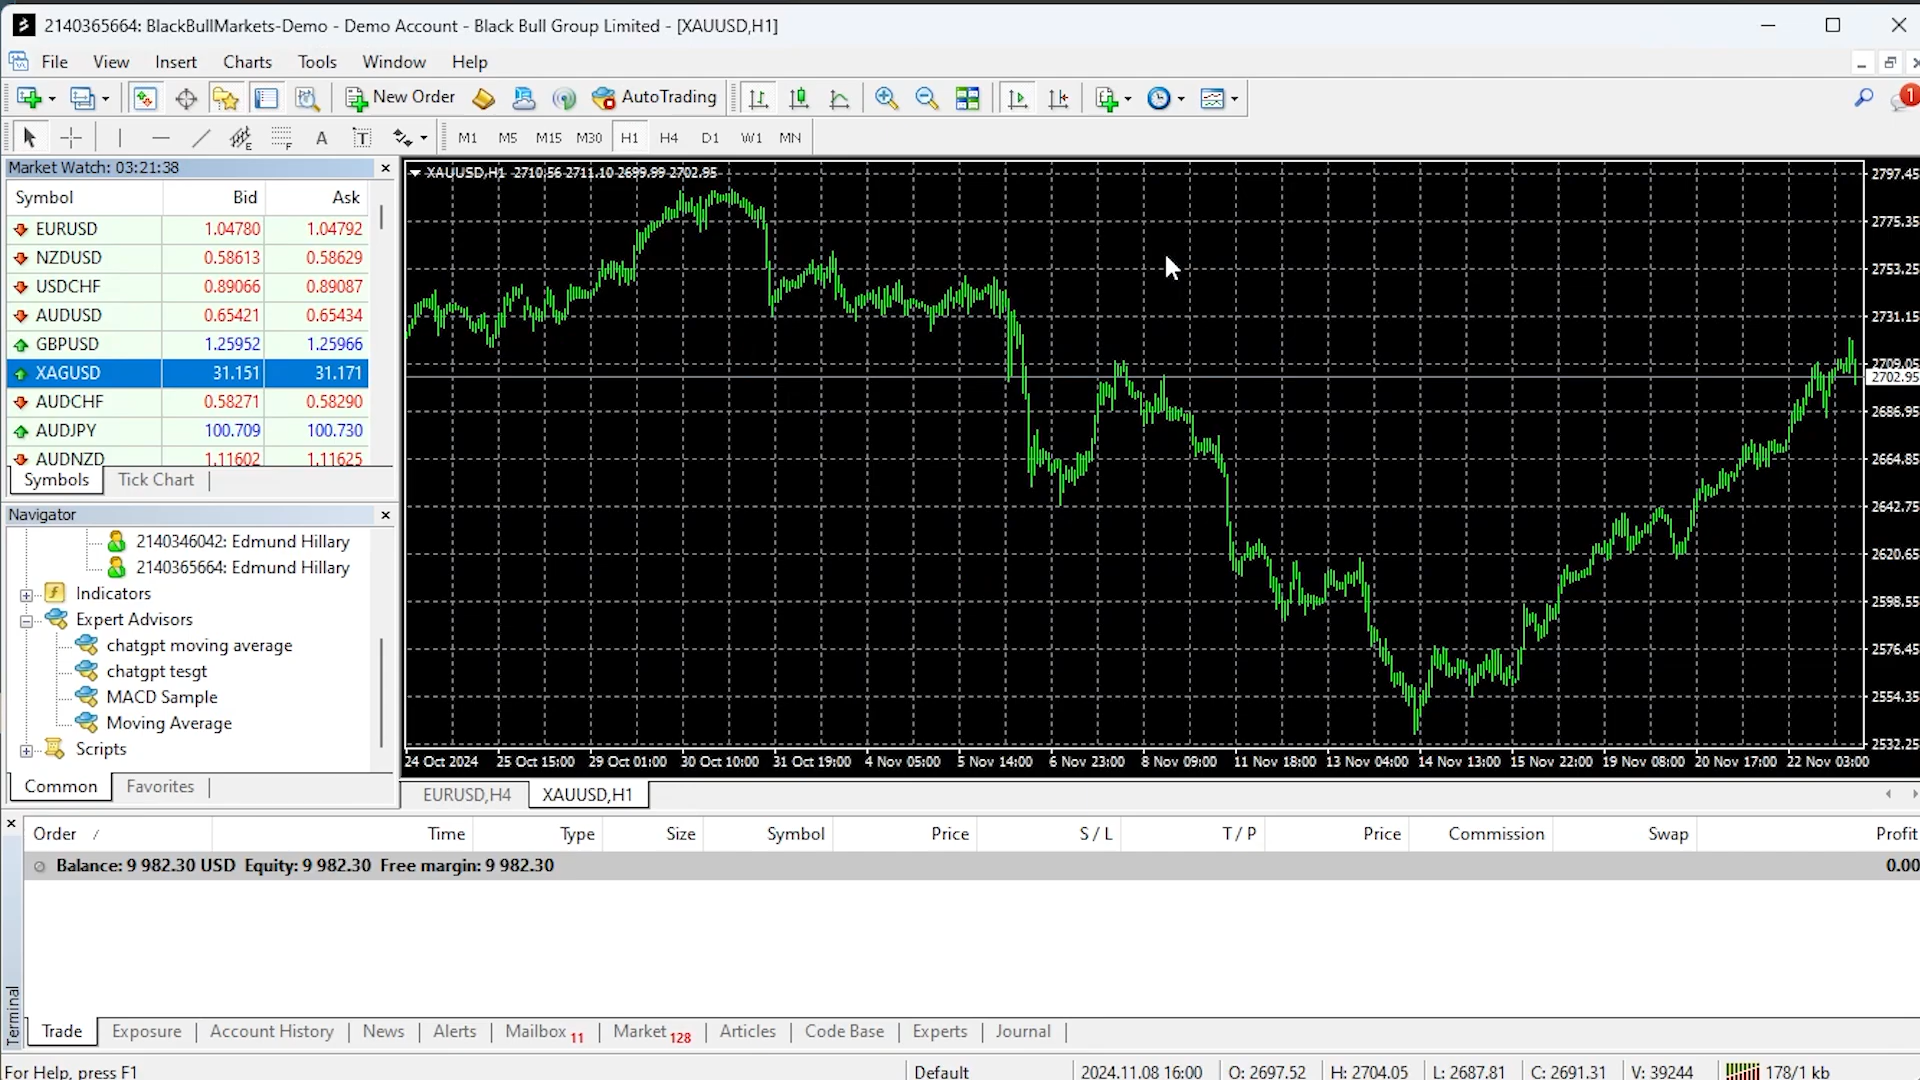 2140365664: BlackBullMarkets-Demo - Demo Account - Black Bull Group Limited - [XAUUSD,H1]
File View Insert Charts Tools Window Help
New Order AutoTrading 1
E F A T M1 M5 M15 M30 H1 H4 D1 W1 MN
Market Watch: 03:21:38
Symbol Bid Ask
EURUSD 1.04780 1.04792
NZDUSD 0.58613 0.58629
USDCHF 0.89066 0.89087
AUDUSD 0.65421 0.65434
GBPUSD 1.25952 1.25966
XAGUSD 31.151 31.171
AUDCHF 0.58271 0.58290
AUDJPY 100.709 100.730
AUDNZD 1.11602 1.11625
Symbols Tick Chart
Navigator
2140346042: Edmund Hillary
2140365664: Edmund Hillary
Indicators
Expert Advisors
chatgpt moving average
chatgpt tesgt
MACD Sample
Moving Average
Scripts
Common Favorites
XAUUSD,H1 2710.56 2711.10 2699.99 2702.95
2797.45
2775.35
2753.25
2731.15
2709.05
2702.95
2686.95
2664.85
2642.75
2620.65
2598.55
2576.45
2554.35
2532.25
24 Oct 2024 25 Oct 15:00 29 Oct 01:00 30 Oct 10:00 31 Oct 19:00 4 Nov 05:00 5 Nov 14:00 6 Nov 23:00 8 Nov 09:00 11 Nov 18:00 13 Nov 04:00 14 Nov 13:00 15 Nov 22:00 19 Nov 08:00 20 Nov 17:00 22 Nov 03:00
EURUSD,H4 XAUUSD,H1
Order / Time Type Size Symbol Price S / L T / P Price Commission Swap Profit
Balance: 9 982.30 USD Equity: 9 982.30 Free margin: 9 982.30 0.00
Terminal
Trade Exposure Account History News Alerts Mailbox 11 Market 128 Articles Code Base Experts Journal
For Help, press F1 Default 2024.11.08 16:00 O: 2697.52 H: 2704.05 L: 2687.81 C: 2691.31 V: 39244 178/1 kb